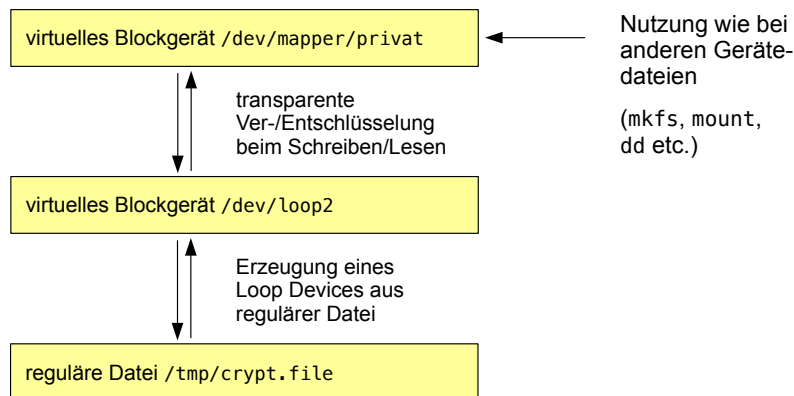 virtuelles Blockgerät /dev/mapper/privat
Nutzung wie bei
anderen Geräte-
dateien
(mkfs, mount,
dd etc.)
transparente
Ver-/Entschlüsselung
beim Schreiben/Lesen
virtuelles Blockgerät /dev/loop2
Erzeugung eines
Loop Devices aus
regulärer Datei
reguläre Datei /tmp/crypt.file